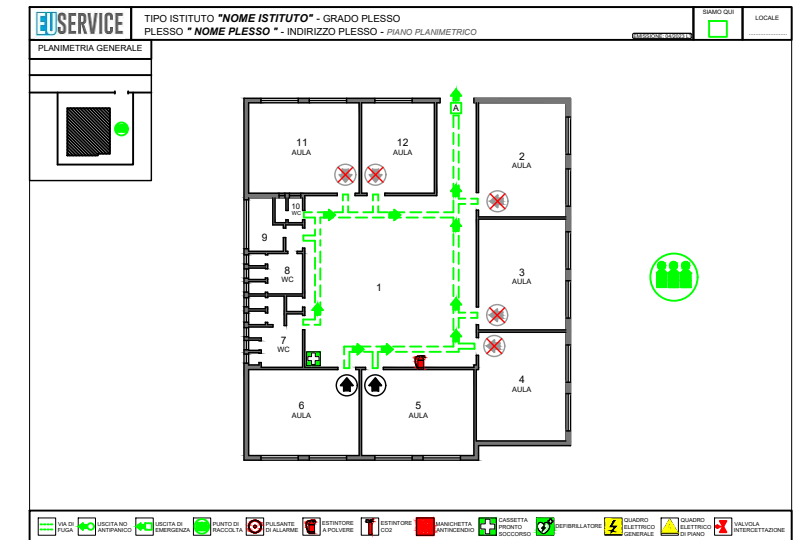 EUSERVICE
TIPO ISTITUTO "NOME ISTITUTO" - GRADO PLESSO
PLESSO " NOME PLESSO " - INDIRIZZO PLESSO - PIANO PLANIMETRICO
SIAMO QUI
LOCALE
PLANIMETRIA GENERALE
A
11
AULA
12
AULA
2
AULA
10
WC
9
8
WC
3
AULA
1
7
WC
4
AULA
6
AULA
5
AULA
VIA DI
FUGA
USCITA NO
ANTIPANICO
USCITA DI
EMERGENZA
PUNTO DI
RACCOLTA
PULSANTE
DI ALLARME
ESTINTORE
A POLVERE
ESTINTORE
CO2
MANICHETTA
ANTINCENDIO
CASSETTA
PRONTO
SOCCORSO
DEFIBRILLATORE
QUADRO
ELETTRICO
GENERALE
QUADRO
ELETTRICO
DI PIANO
VALVOLA
INTERCETTAZIONE